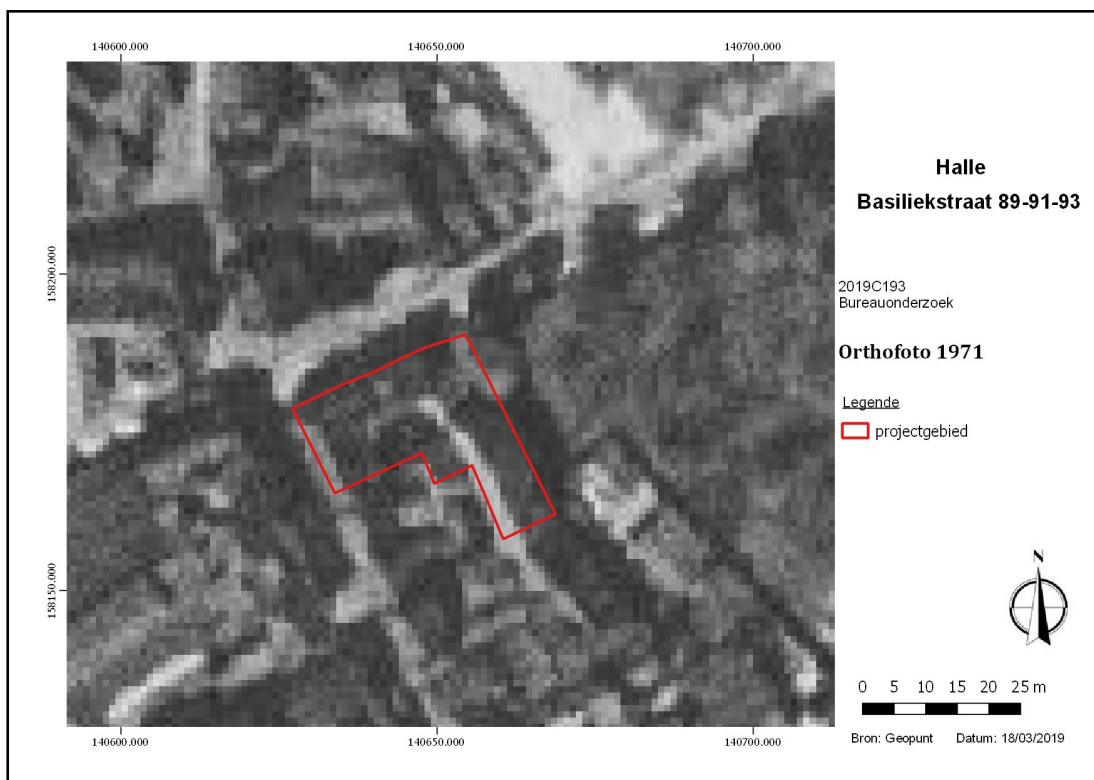 140600.000 140650.000 140700.000
158200.000
158150.000
140600.000 140650.000 140700.000
Halle
Basiliekstraat 89-91-93
2019C193
Bureauonderzoek
Orthofoto 1971
Legende
projectgebied
N
0 5 10 15 20 25 m
Bron: Geopunt Datum: 18/03/2019